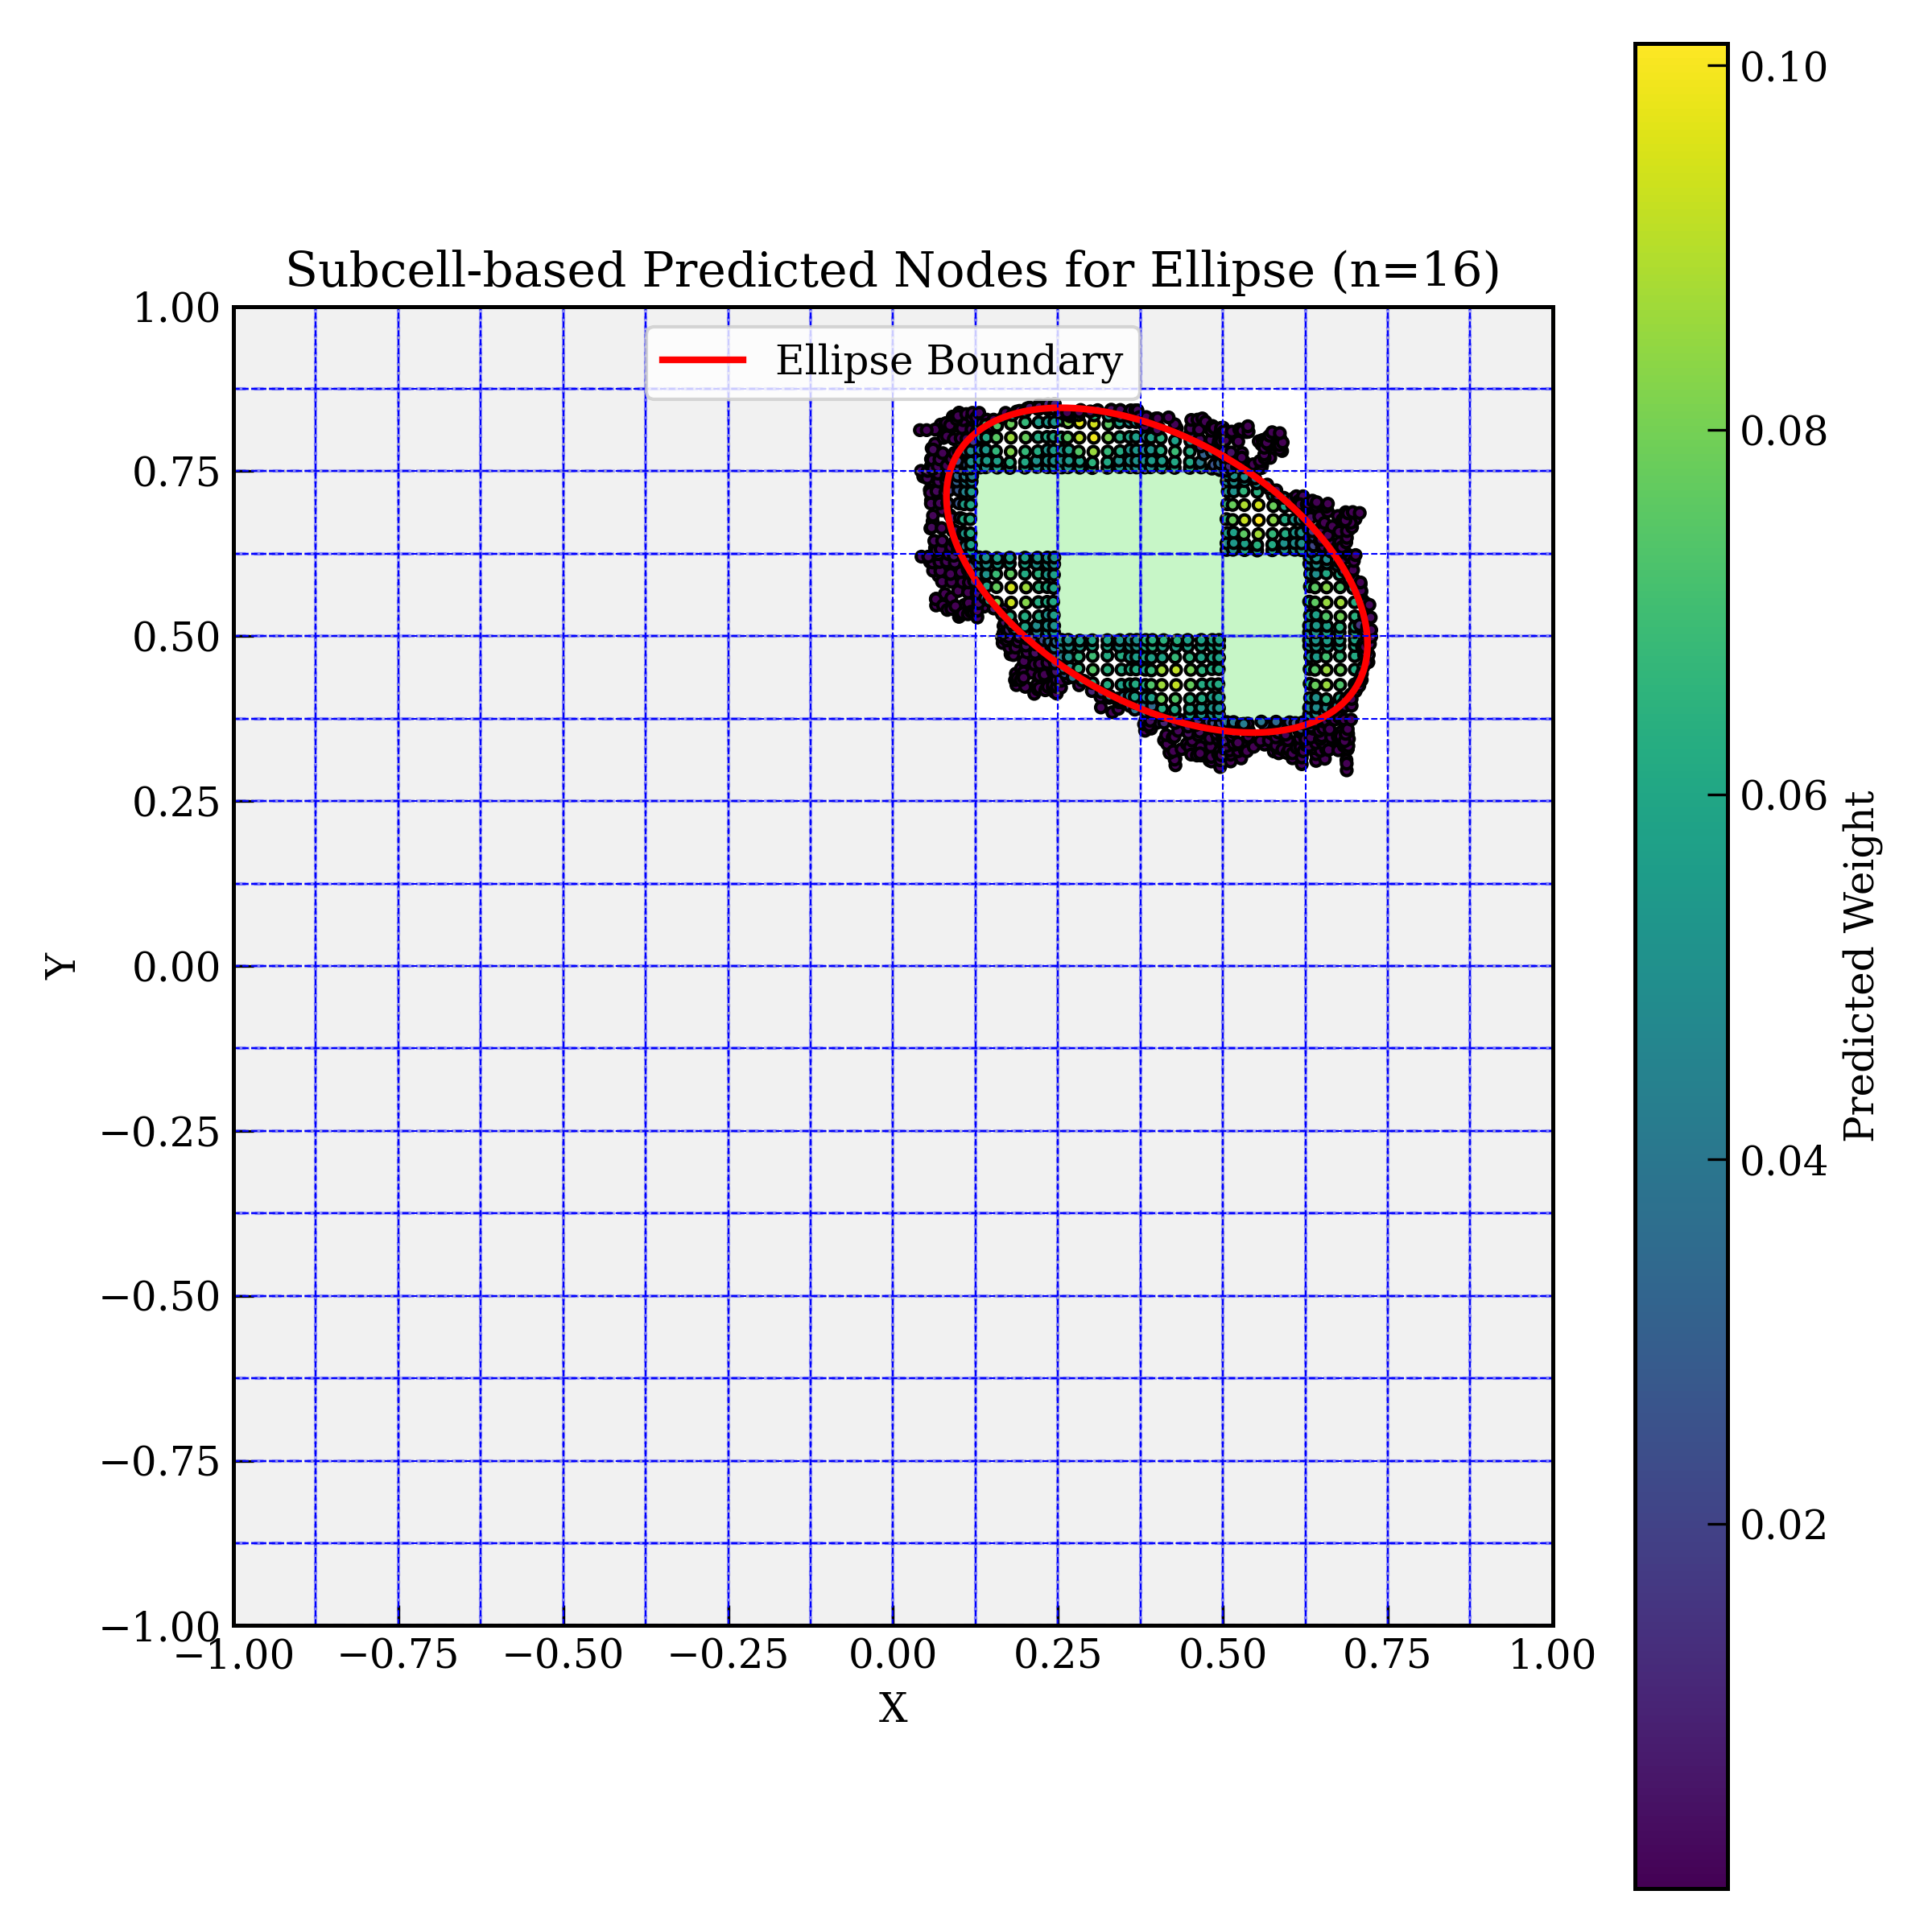 Subcell-based Predicted Nodes for Ellipse (n=16)
Ellipse Boundary
1.00
0.75
0.50
0.25
0.00
−0.25
−0.50
−0.75
−1.00
Y
−1.00 −0.75 −0.50 −0.25 0.00 0.25 0.50 0.75 1.00
X
0.10
0.08
0.06
0.04
0.02
Predicted Weight